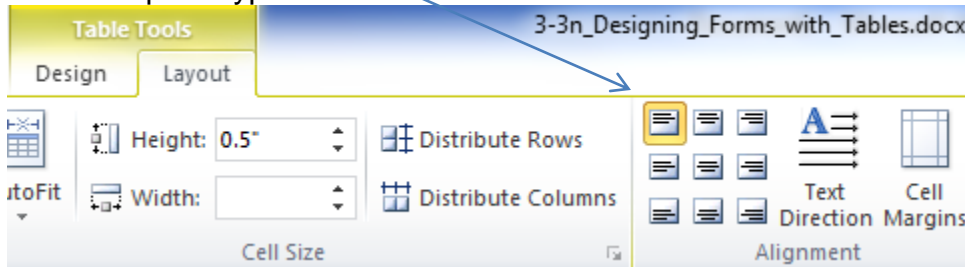 Table Tools
3-3n_Designing_Forms_with_Tables.docx
Design Layout
Height: 0.5" Distribute Rows
Width: Distribute Columns
Text Direction
Cell Margins
Cell Size
Alignment